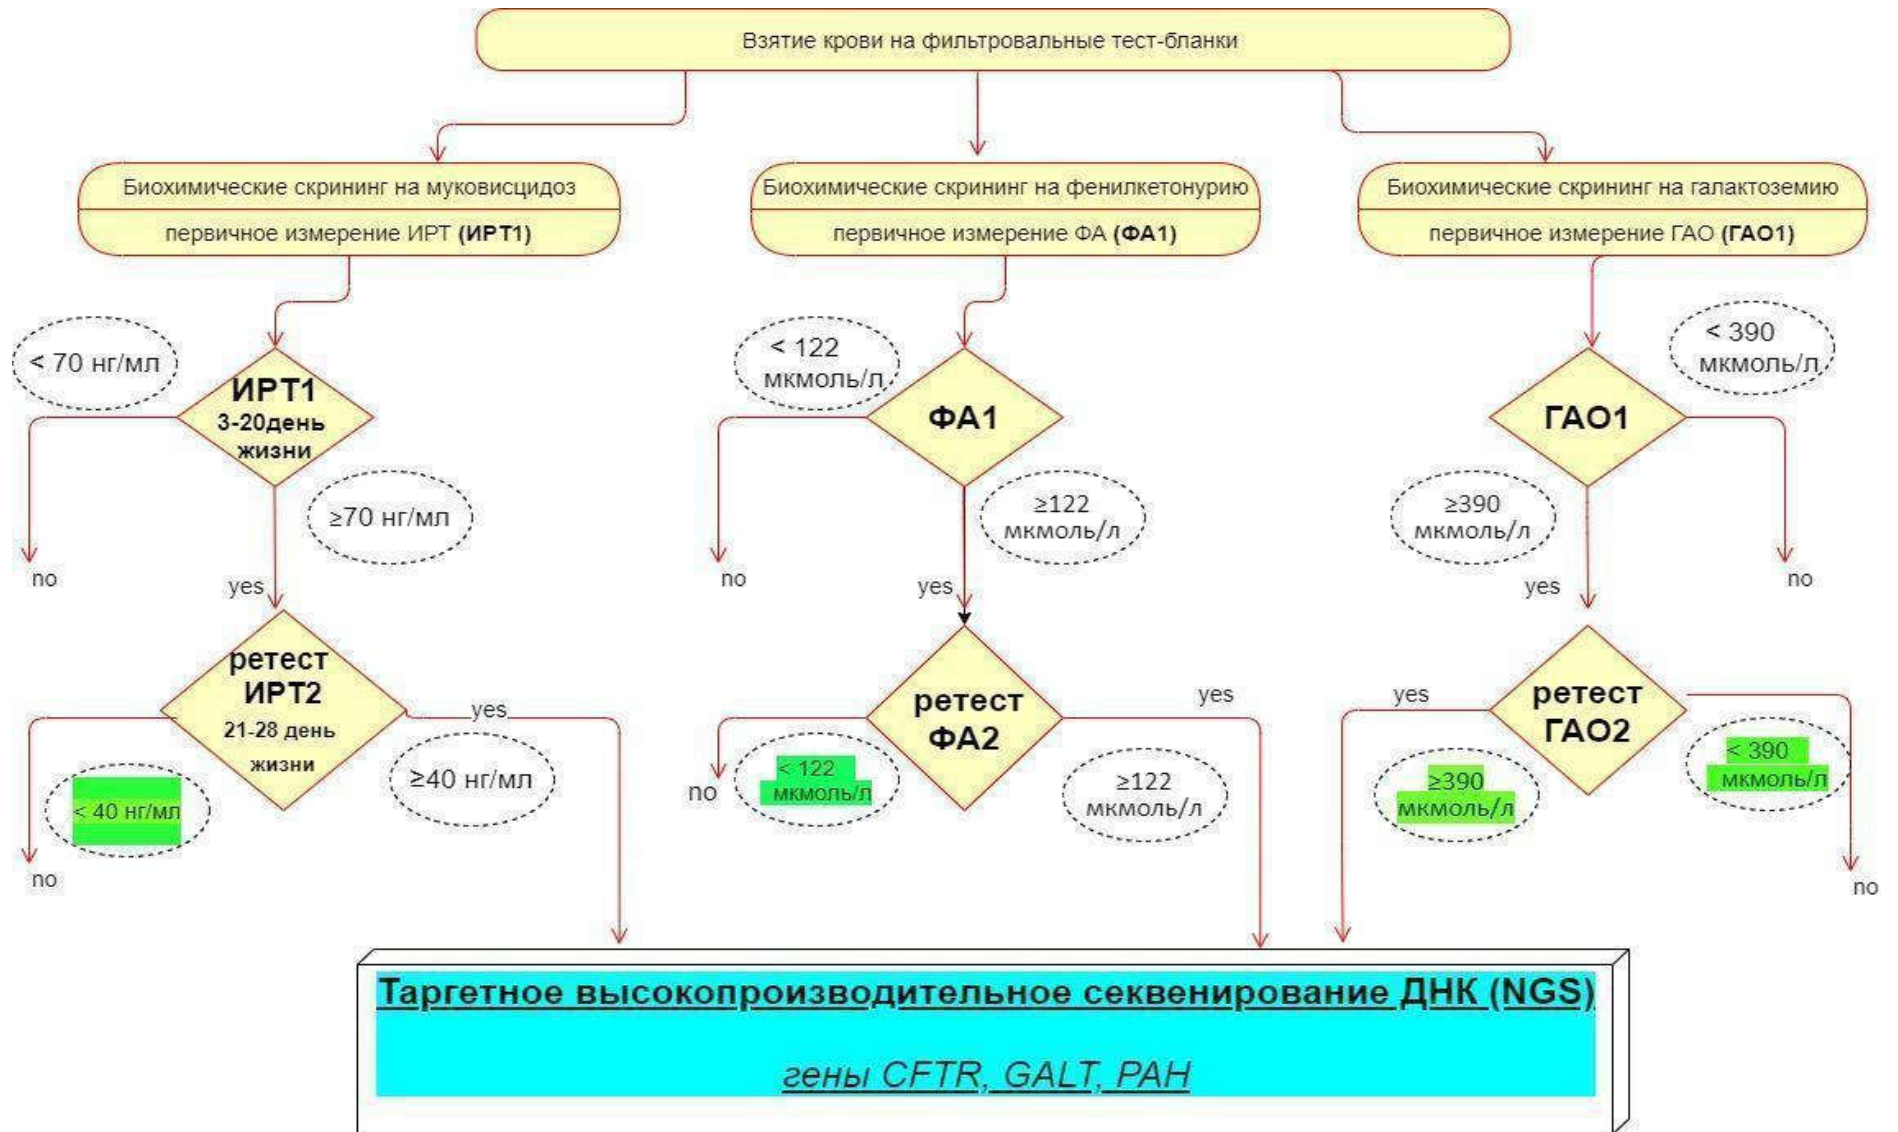 Взятие крови на фильтровальные тест-бланки
Биохимические скрининг на муковисцидоз
первичное измерение ИРТ (ИРТ1)
Биохимические скрининг на фенилкетонурию
первичное измерение ФА (ФА1)
Биохимические скрининг на галактоземию
первичное измерение ГАО (ГАО1)
< 70 нг/мл
ИРТ1
3-20день
жизни
≥70 нг/мл
no
yes
< 122
мкмоль/л
ФА1
≥122
мкмоль/л
no
yes
< 390
мкмоль/л
ГАО1
≥390
мкмоль/л
yes
no
ретест
ИРТ2
21-28 день
жизни
yes
≥40 нг/мл
< 40 нг/мл
no
ретест
ФА2
yes
no
< 122
мкмоль/л
≥122
мкмоль/л
yes
ретест
ГАО2
≥390
мкмоль/л
< 390
мкмоль/л
no
Таргетное высокопроизводительное секвенирование ДНК (NGS)
гены CFTR, GALT, PAH